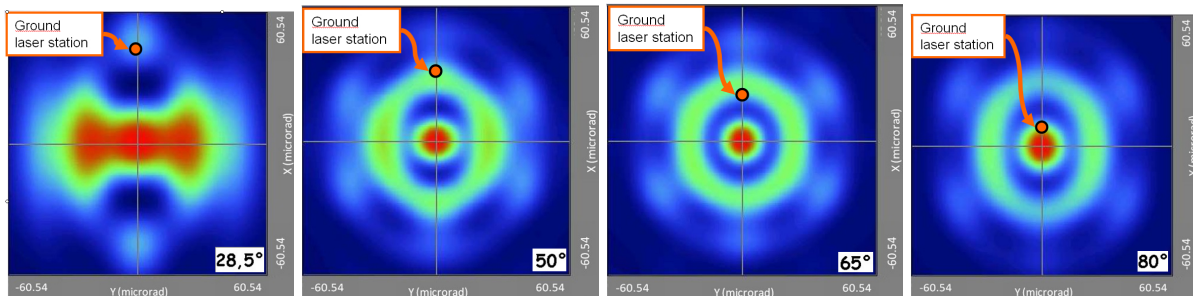 Ground
laser station
60.54
X (microrad)
-60.54
28,5°
-60.54
Y (microrad)
60.54
Ground
laser station
60.54
X (microrad)
-60.54
50°
-60.54
Y (microrad)
60.54
Ground
laser station
60.54
X (microrad)
-60.54
65°
-60.54
Y (microrad)
60.54
Ground
laser station
60.54
X (microrad)
-60.54
80°
-60.54
Y (microrad)
60.54